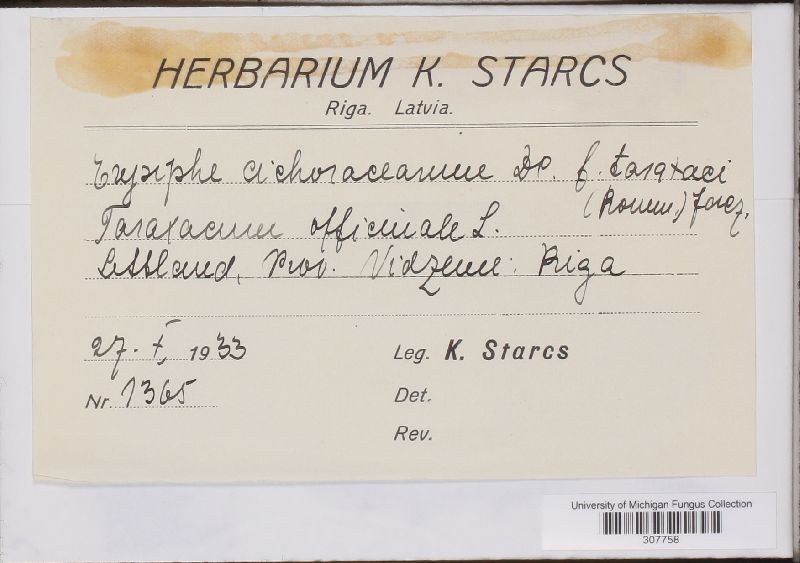 HERBARIUM K. STARCS
Riga. Latvia.
Erysiphe cichoracearum DC. f. taraxaci
(Roum.) Jacz.
Taraxacum officinale L.
Lettland, Prov. Vidzeme: Riga
27. X, 1933
Nr. 1365
Leg. K. Starcs
Det.
Rev.
University of Michigan Fungus Collection
307758